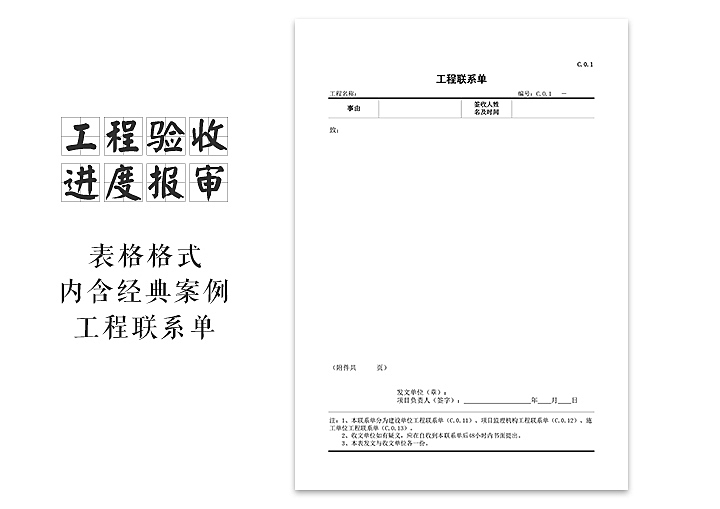 工程验收
进度报审
表格格式
内含经典案例
工程联系单
C.0.1
工程联系单
工程名称： 编号：C.0.1 —
事由 签收人姓
名及时间
致：
（附件共 页）
发文单位（章）：
项目负责人（签字）：____________年___月___日
注：1、本联系单分为建设单位工程联系单（C.0.11）、项目监理机构工程联系单（C.0.12）、施
工单位工程联系单（C.0.13）。
2、收文单位如有疑义，应在自收到本联系单后48小时内书面提出。
3、本表发文与收文单位各一份。